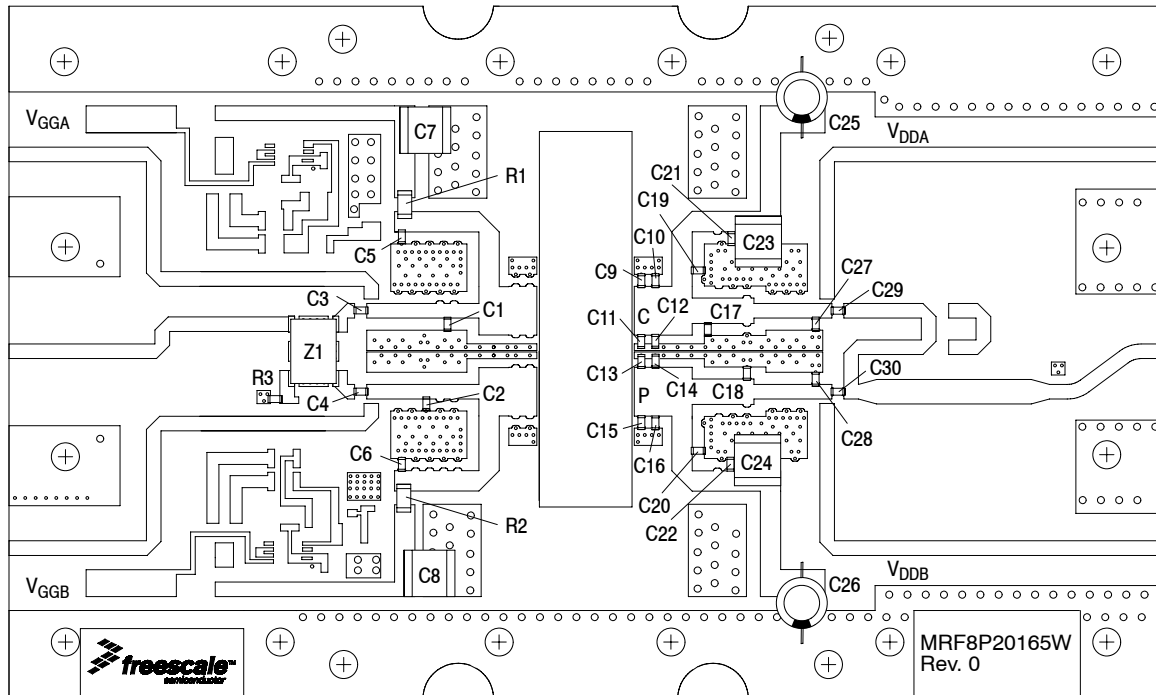 VGGA
C7
C25
VDDA
R1
C21
C19
C5
C10
C23
C9
C27
C3
C1
C
C12
C17
C29
C11
Z1
C13
R3
C4
C2
P
C14
C18
C30
C15
C28
C6
C16
C24
C20
R2
C22
C8
VGGB
VDDB
C26
freescale™
semiconductor
MRF8P20165W
Rev. 0